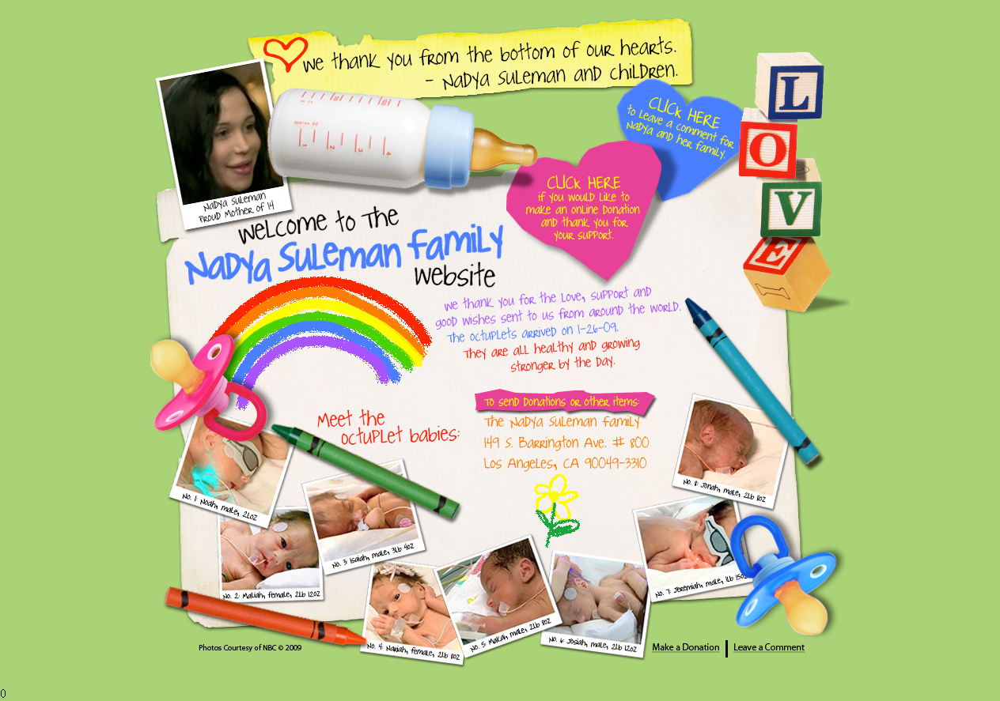 We thank you from the bottom of our hearts.
- Nadya Suleman and children.
L
O
V
E
I
CLICK HERE
to leave a comment for
Nadya and her family.
CLICK HERE
if you would like to
make an online donation
and thank you for
your support.
Nadya Suleman
Proud Mother of 14
1
2
3
4
Welcome to the
Nadya Suleman Family
Website
We thank you for the love, support and
good wishes sent to us from around the world.
The octuplets arrived on 1-26-09.
They are all healthy and growing
stronger by the day.
To send donations or other items:
The Nadya Suleman Family
149 S. Barrington Ave. # 800
Los Angeles, CA 90049-3310
Meet the
octuplet babies:
No. 1: Noah, male, 2LOZ
No. 2: Maliah, female, 2lb 12oz
No. 3: Isaiah, male, 3lb 4oz
No. 4: Nariah, female, 2lb 8oz
No. 5: Makai, male, 2lb 8oz
No. 6: Josiah, male, 2lb 12oz
No. 7: Jeremiah, male, 1lb 15oz
No. 8: Jonah, male, 2lb 8oz
Photos Courtesy of NBC © 2009
Make a Donation | Leave a Comment
0